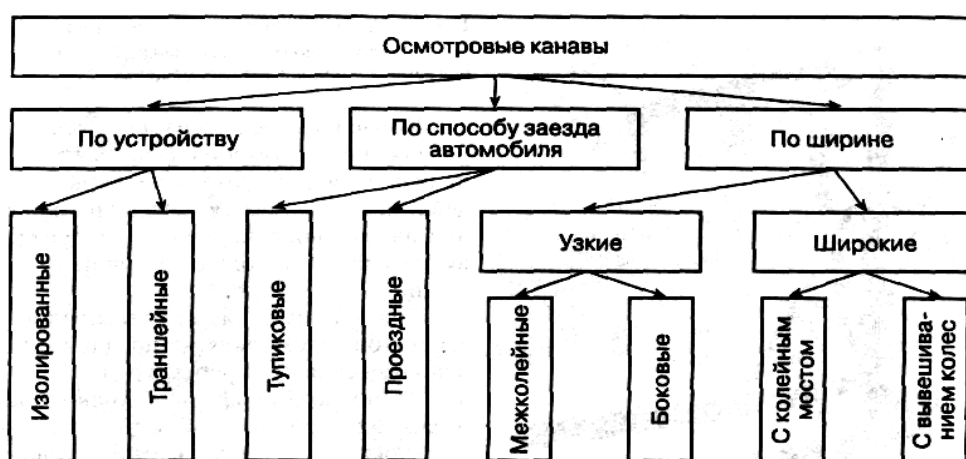 Осмотровые канавы
По устройству
По способу заезда
автомобиля
По ширине
Изолированные
Траншейные
Тупиковые
Проездные
Узкие
Широкие
Межколейные
Боковые
С колейным
мостом
С вывешива-
нием колес